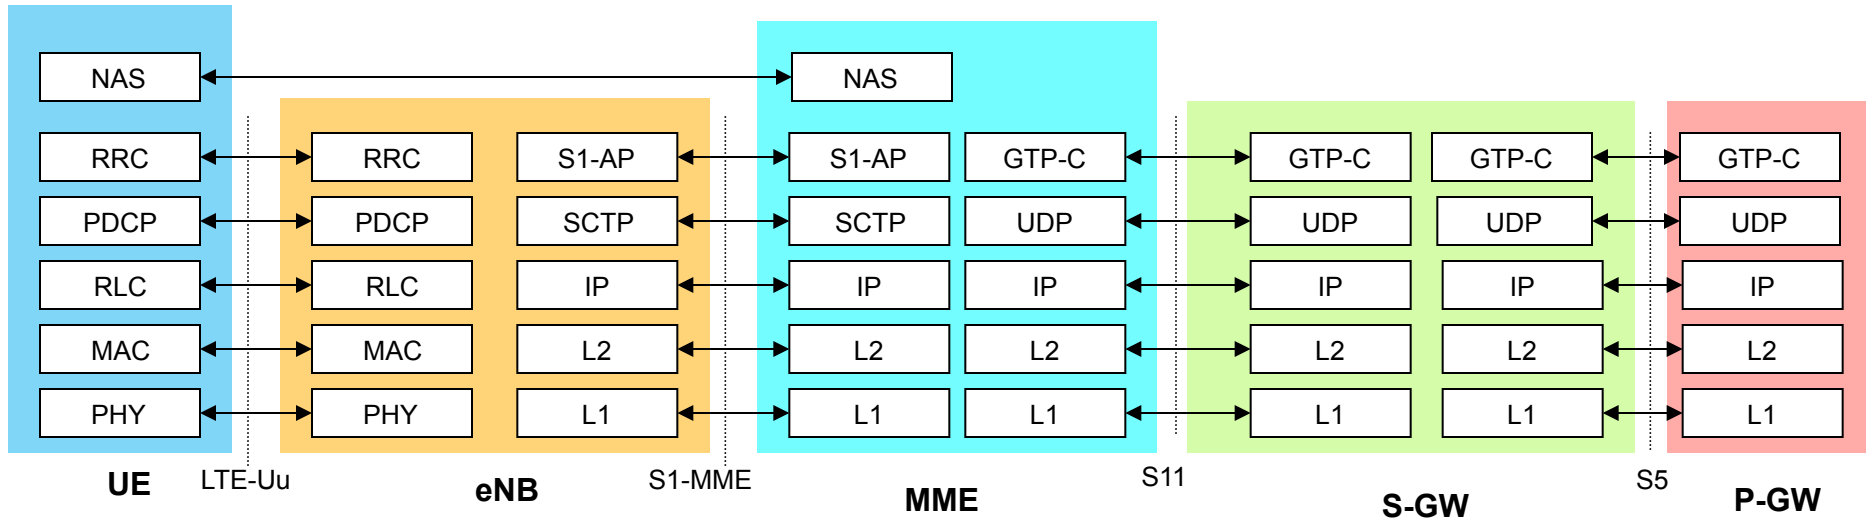 NAS NAS
RRC RRC S1-AP S1-AP GTP-C GTP-C GTP-C GTP-C
PDCP PDCP SCTP SCTP UDP UDP UDP UDP
RLC RLC IP IP IP IP IP IP
MAC MAC L2 L2 L2 L2 L2 L2
PHY PHY L1 L1 L1 L1 L1 L1
UE LTE-Uu eNB S1-MME MME S11 S-GW S5 P-GW